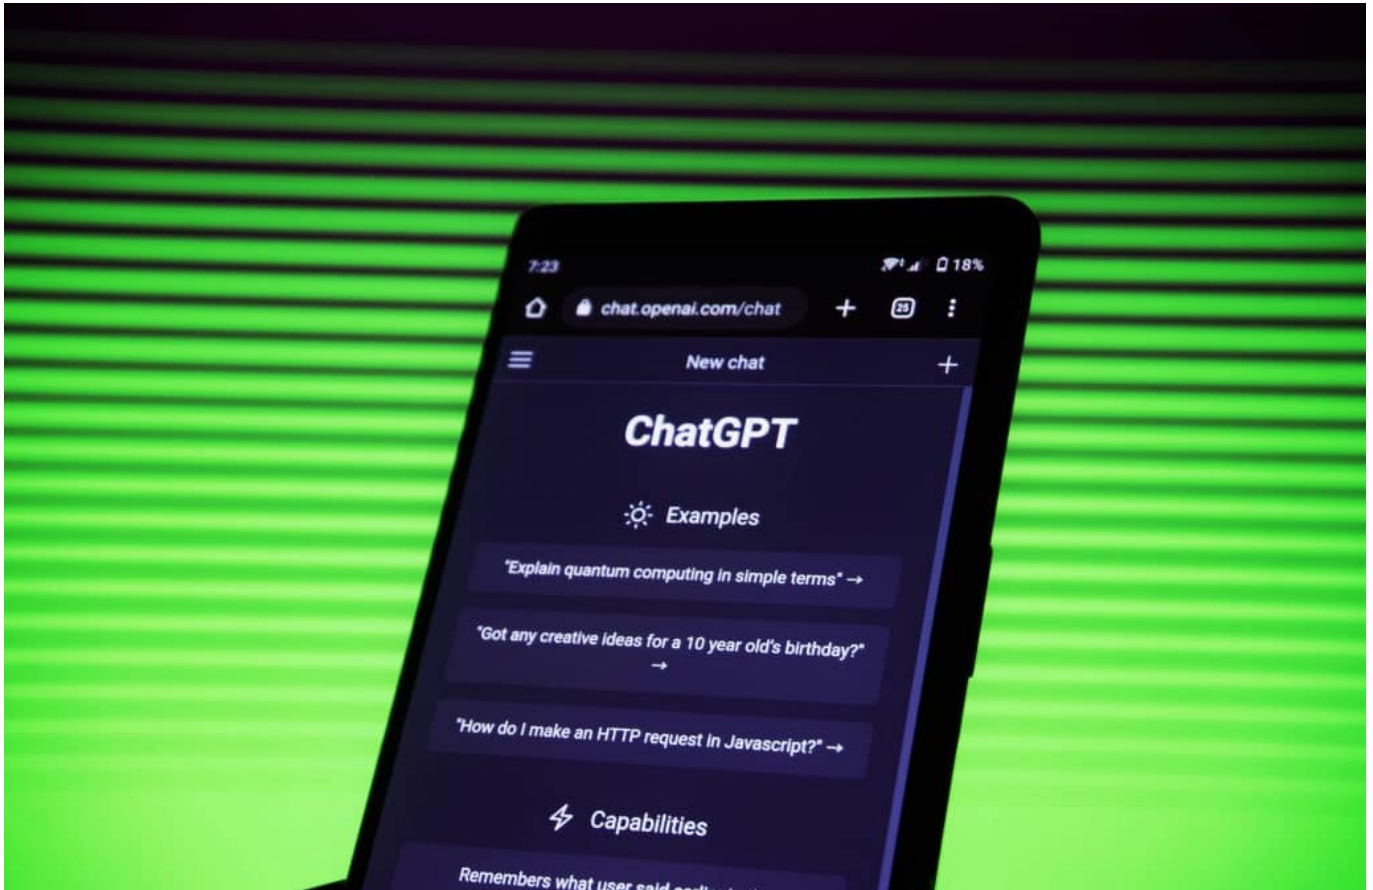 7:23
18%
chat.openai.com/chat
25
New chat
ChatGPT
Examples
"Explain quantum computing in simple terms" →
"Got any creative ideas for a 10 year old's birthday?"
→
"How do I make an HTTP request in Javascript?" →
Capabilities
Remembers what user said